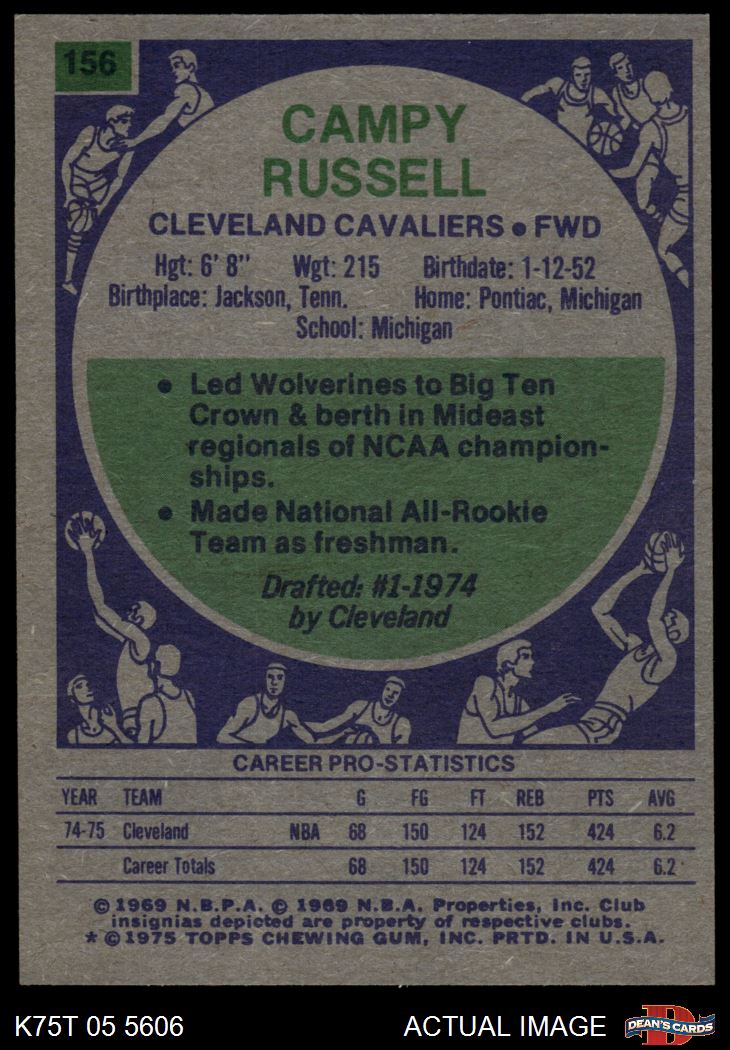 156
CAMPY
RUSSELL
CLEVELAND CAVALIERS • FWD
Hgt: 6' 8" Wgt: 215 Birthdate: 1-12-52
Birthplace: Jackson, Tenn. Home: Pontiac, Michigan
School: Michigan
• Led Wolverines to Big Ten
Crown & berth in Mideast
regionals of NCAA champion-
ships.
• Made National All-Rookie
Team as freshman.
Drafted: #1-1974
by Cleveland
CAREER PRO-STATISTICS
YEAR TEAM G FG FT REB PTS AVG
74-75 Cleveland NBA 68 150 124 152 424 6.2
Career Totals 68 150 124 152 424 6.2
© 1969 N.B.P.A. © 1969 N.B.A. Properties, Inc. Club
insignias depicted are property of respective clubs.
* © 1975 TOPPS CHEWING GUM, INC. PRTD. IN U.S.A.
K75T 05 5606 ACTUAL IMAGE
D
DEAN'S CARDS